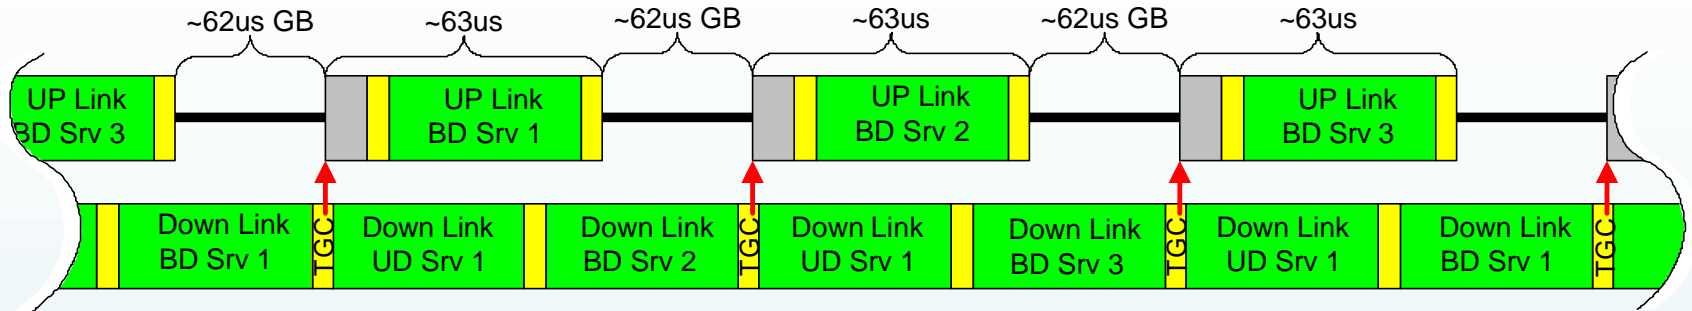 ~62us GB
~63us
~62us GB
~63us
~62us GB
~63us
UP Link
BD Srv 3
UP Link
BD Srv 1
UP Link
BD Srv 2
UP Link
BD Srv 3
Down Link
BD Srv 1
TGC
Down Link
UD Srv 1
Down Link
BD Srv 2
TGC
Down Link
UD Srv 1
Down Link
BD Srv 3
TGC
Down Link
UD Srv 1
Down Link
BD Srv 1
TGC